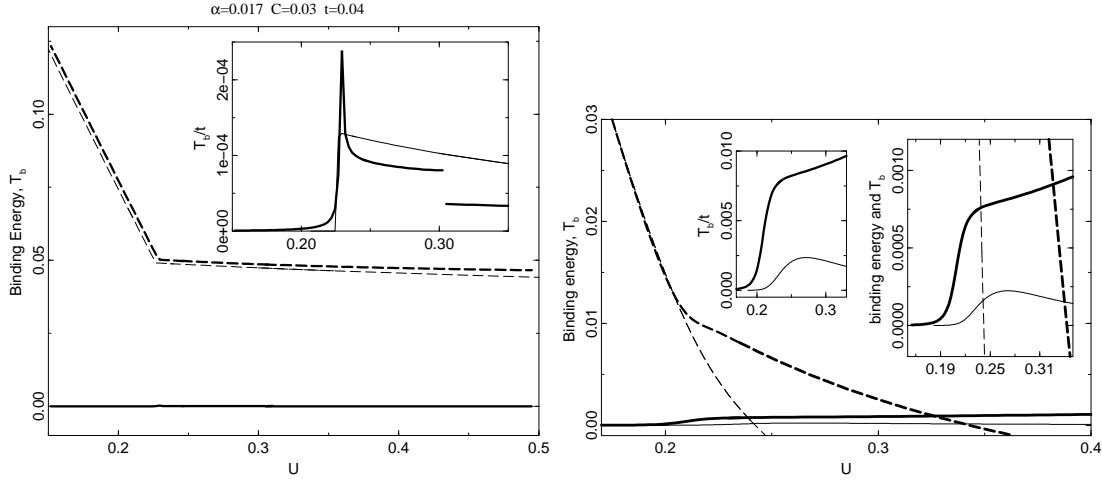 α=0.017 C=0.03 t=0.04
Binding Energy, T_b
0.00
0.05
0.10
0.2
0.3
0.4
0.5
U
T_b/t
0e+00
1e−04
2e−04
0.20
0.30
Binding energy, T_b
0.00
0.01
0.02
0.03
0.2
0.3
0.4
U
T_b/t
0.000
0.005
0.010
0.2
0.3
binding energy and T_b
0.0000
0.0005
0.0010
0.19
0.25
0.31